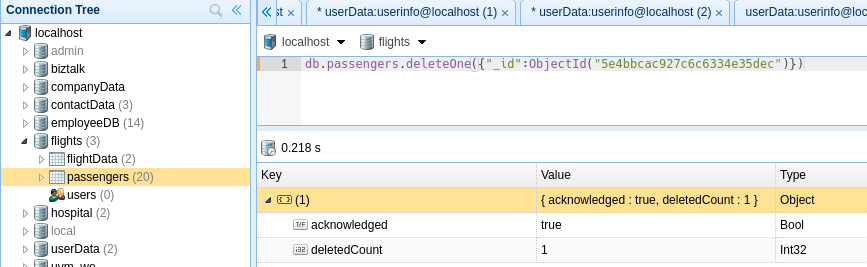 Connection Tree
localhost
admin
biztalk
companyData
contactData (3)
employeeDB (14)
flights (3)
flightData (2)
passengers (20)
users (0)
hospital (2)
local
userData (2)
st × * userData:userinfo@localhost (1) × * userData:userinfo@localhost (2) × userData:userinfo@loc
localhost flights
1 db.passengers.deleteOne({"_id":ObjectId("5e4bbcac927c6c6334e35dec")})
0.218 s
Key Value Type
(1) { acknowledged : true, deletedCount : 1 } Object
T/F acknowledged true Bool
i32 deletedCount 1 Int32